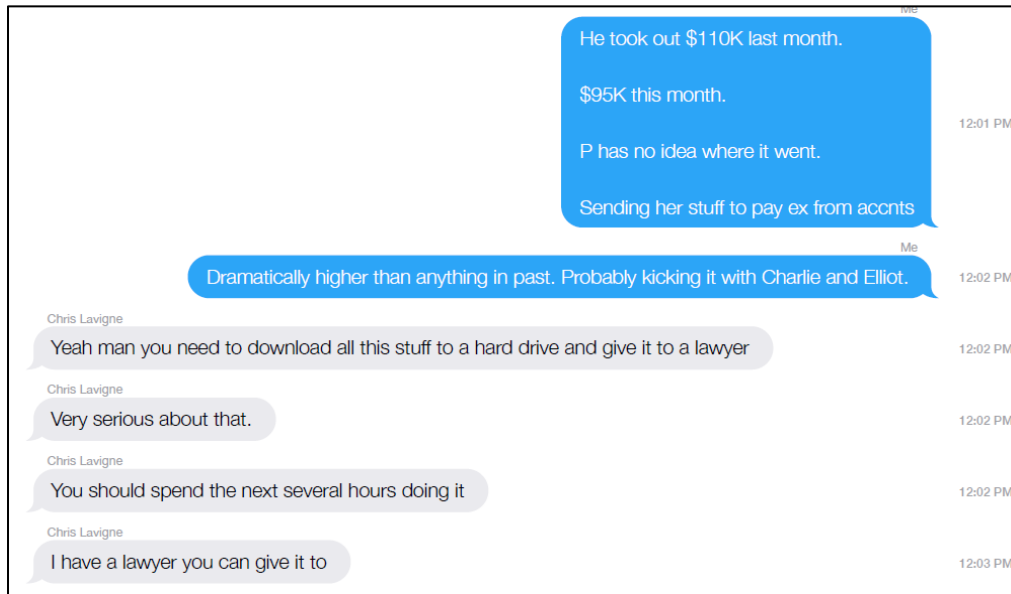 Me
He took out $110K last month.
$95K this month.
12:01 PM
P has no idea where it went.
Sending her stuff to pay ex from accnts
Me
Dramatically higher than anything in past. Probably kicking it with Charlie and Elliot.
12:02 PM
Chris Lavigne
Yeah man you need to download all this stuff to a hard drive and give it to a lawyer
12:02 PM
Chris Lavigne
Very serious about that.
12:02 PM
Chris Lavigne
You should spend the next several hours doing it
12:02 PM
Chris Lavigne
I have a lawyer you can give it to
12:03 PM